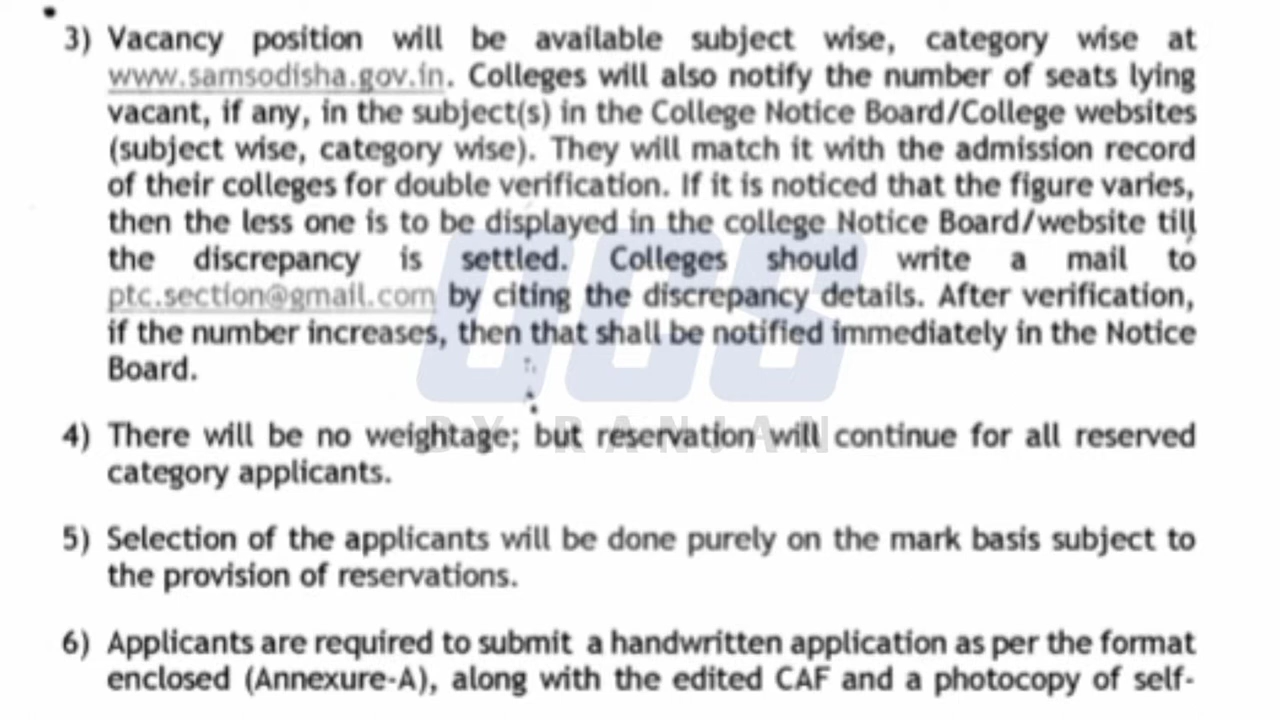 3) Vacancy position will be available subject wise, category wise at
www.samsodisha.gov.in. Colleges will also notify the number of seats lying
vacant, if any, in the subject(s) in the College Notice Board/College websites
(subject wise, category wise). They will match it with the admission record
of their colleges for double verification. If it is noticed that the figure varies,
then the less one is to be displayed in the college Notice Board/website till
the discrepancy is settled. Colleges should write a mail to
ptc.section@gmail.com by citing the discrepancy details. After verification,
if the number increases, then that shall be notified immediately in the Notice
Board.
OCS
BY RANJAN
4) There will be no weightage; but reservation will continue for all reserved
category applicants.
5) Selection of the applicants will be done purely on the mark basis subject to
the provision of reservations.
6) Applicants are required to submit a handwritten application as per the format
enclosed (Annexure-A), along with the edited CAF and a photocopy of self-